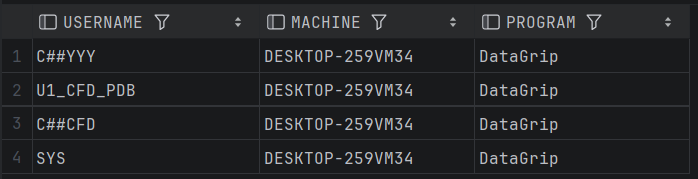 USERNAME MACHINE PROGRAM
1 C##YYY DESKTOP-259VM34 DataGrip
2 U1_CFD_PDB DESKTOP-259VM34 DataGrip
3 C##CFD DESKTOP-259VM34 DataGrip
4 SYS DESKTOP-259VM34 DataGrip